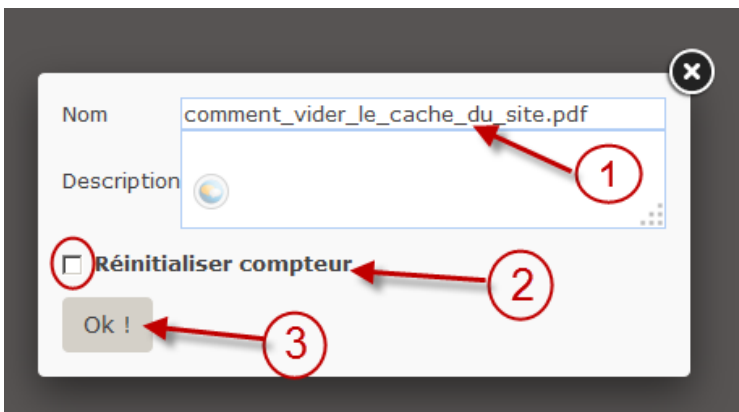 Nom comment_vider_le_cache_du_site.pdf
1
Description
Réinitialiser compteur
2
Ok !
3